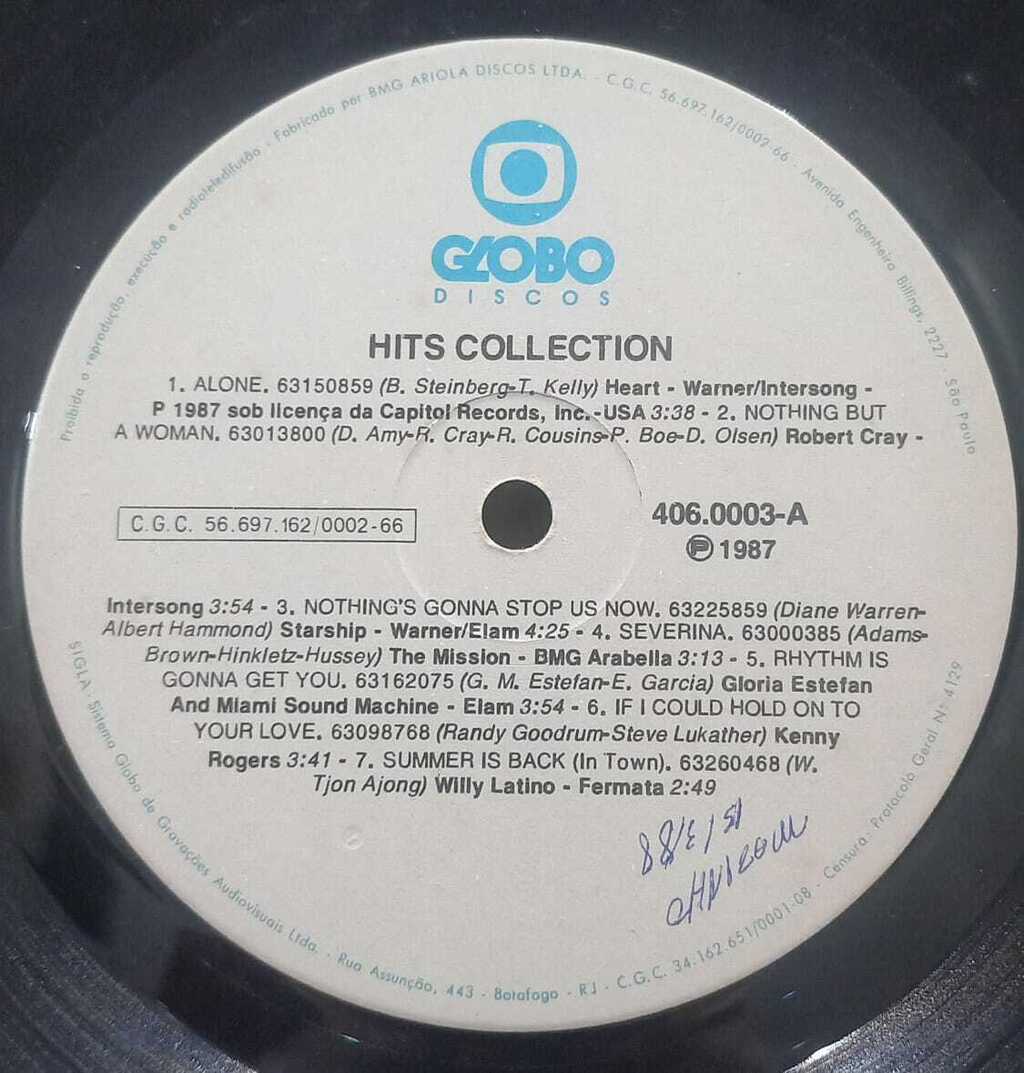 Proibida a reprodução, execução e radioteledifusão - Fabricado por BMG ARIOLA DISCOS LTDA. - C.G.C. 56.697.162/0002-66 - Avenida Engenheiro Billings, 2227 São Paulo
GLOBO
DISCOS
HITS COLLECTION
1. ALONE. 63150859 (B. Steinberg-T. Kelly) Heart - Warner/Intersong -
P 1987 sob licença da Capitol Records, Inc.-USA 3:38 - 2. NOTHING BUT
A WOMAN. 63013800 (D. Amy-R. Cray-R. Cousins-P. Boe-D. Olsen) Robert Cray -
C.G.C. 56.697.162/0002-66
406.0003-A
℗ 1987
Intersong 3:54 - 3. NOTHING'S GONNA STOP US NOW. 63225859 (Diane Warren-
Albert Hammond) Starship - Warner/Elam 4:25 - 4. SEVERINA. 63000385 (Adams-
Brown-Hinkletz-Hussey) The Mission - BMG Arabella 3:13 - 5. RHYTHM IS
GONNA GET YOU. 63162075 (G. M. Estefan-E. Garcia) Gloria Estefan
And Miami Sound Machine - Elam 3:54 - 6. IF I COULD HOLD ON TO
YOUR LOVE. 63098768 (Randy Goodrum-Steve Lukather) Kenny
Rogers 3:41 - 7. SUMMER IS BACK (In Town). 63260468 (W.
Tjon Ajong) Willy Latino - Fermata 2:49
15/3/88
SIGLA - Sistema Globo de Gravações Audiovisuais Ltda. - Rua Assunção, 443 - Botafogo - RJ - C.G.C. 34.162.651/0001-08 - Censura: Protocolo Geral Nº 4129